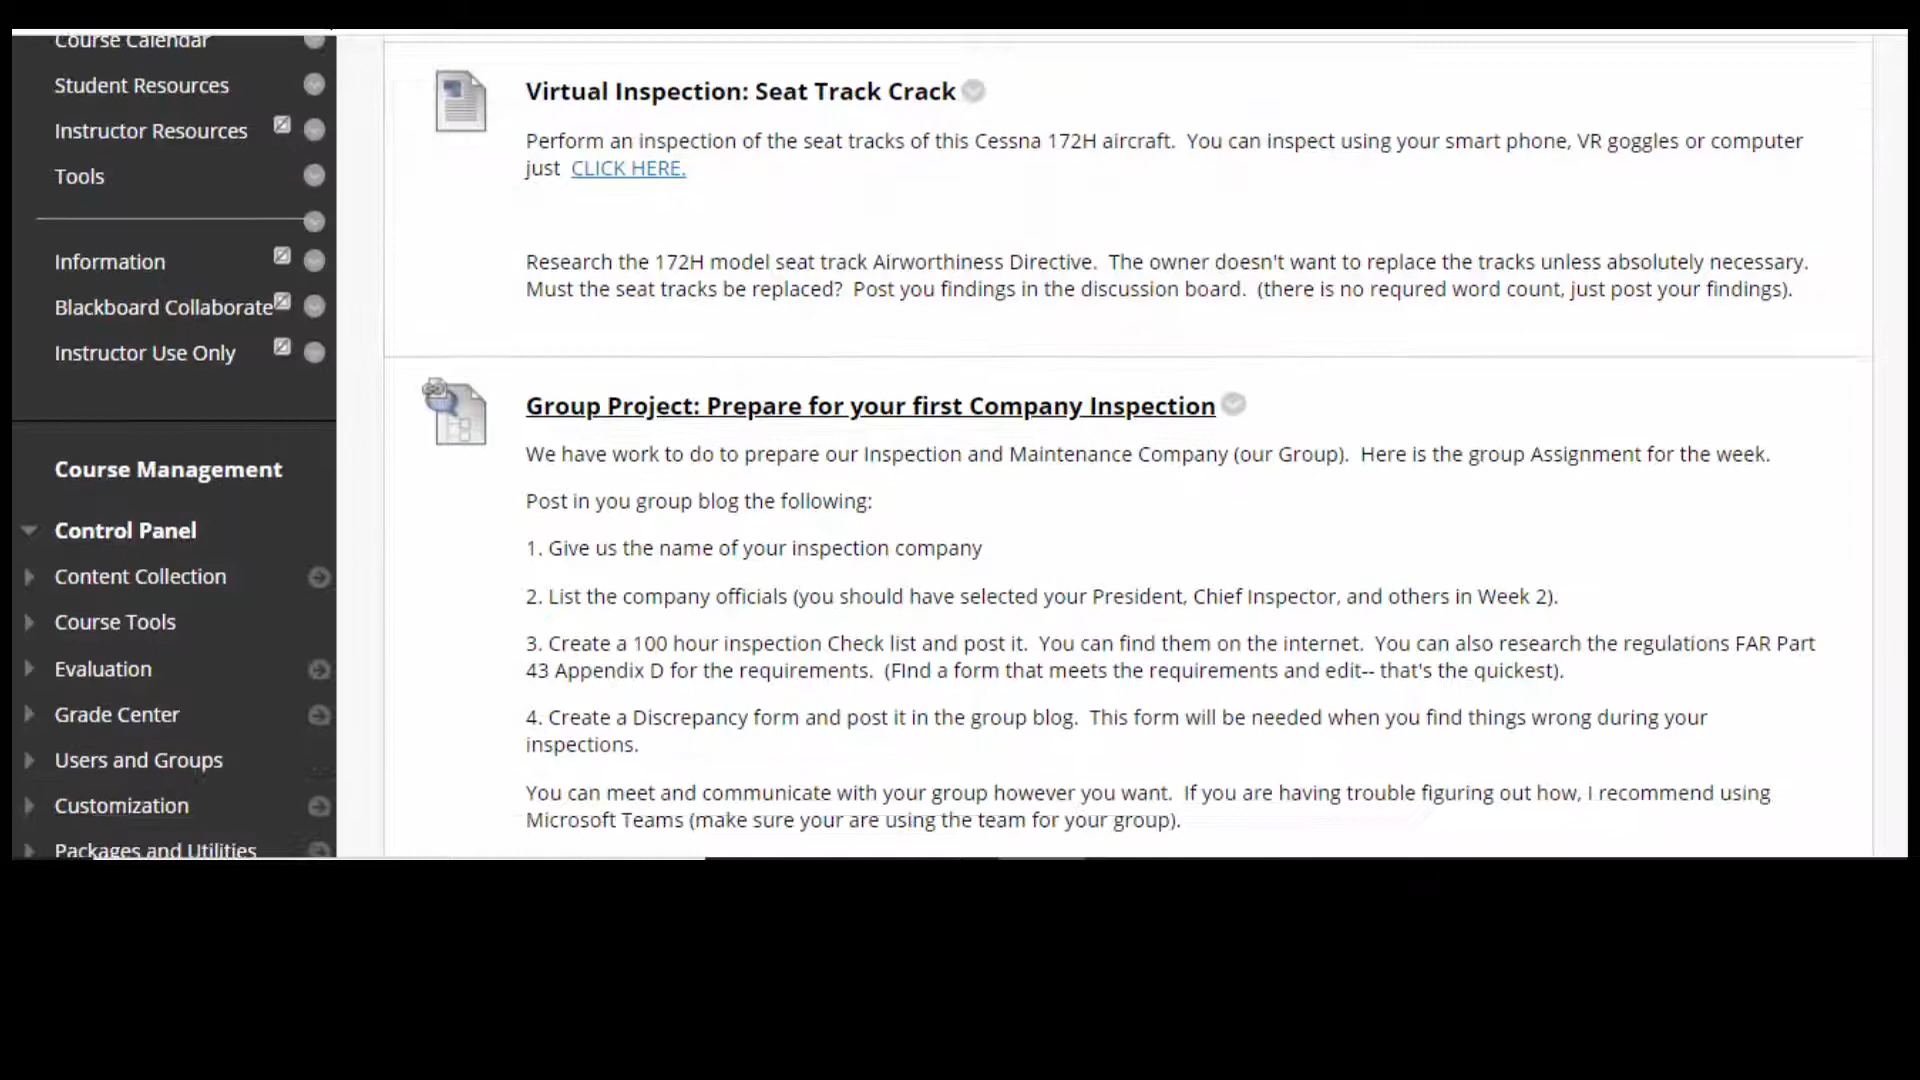 Course Calendar
Student Resources
Instructor Resources
Tools
Information
Blackboard Collaborate
Instructor Use Only
Course Management
Control Panel
Content Collection
Course Tools
Evaluation
Grade Center
Users and Groups
Customization
Packages and Utilities
Virtual Inspection: Seat Track Crack
Perform an inspection of the seat tracks of this Cessna 172H aircraft.  You can inspect using your smart phone, VR goggles or computer
just  CLICK HERE.
Research the 172H model seat track Airworthiness Directive.  The owner doesn't want to replace the tracks unless absolutely necessary.
Must the seat tracks be replaced?  Post you findings in the discussion board.  (there is no requred word count, just post your findings).
Group Project: Prepare for your first Company Inspection
We have work to do to prepare our Inspection and Maintenance Company (our Group).  Here is the group Assignment for the week.
Post in you group blog the following:
1. Give us the name of your inspection company
2. List the company officials (you should have selected your President, Chief Inspector, and others in Week 2).
3. Create a 100 hour inspection Check list and post it.  You can find them on the internet.  You can also research the regulations FAR Part
43 Appendix D for the requirements.  (FInd a form that meets the requirements and edit-- that's the quickest).
4. Create a Discrepancy form and post it in the group blog.  This form will be needed when you find things wrong during your
inspections.
You can meet and communicate with your group however you want.  If you are having trouble figuring out how, I recommend using
Microsoft Teams (make sure your are using the team for your group).